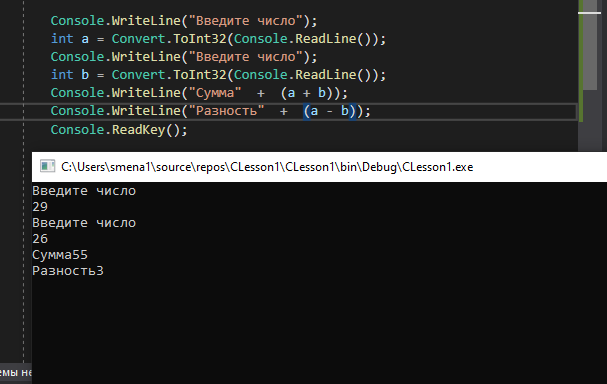 Console.WriteLine("Введите число");
int a = Convert.ToInt32(Console.ReadLine());
Console.WriteLine("Введите число");
int b = Convert.ToInt32(Console.ReadLine());
Console.WriteLine("Сумма" + (a + b));
Console.WriteLine("Разность" + (a - b));
Console.ReadKey();
C:\Users\smena1\source\repos\CLesson1\CLesson1\bin\Debug\CLesson1.exe
Введите число
29
Введите число
26
Сумма55
Разность3
емы не